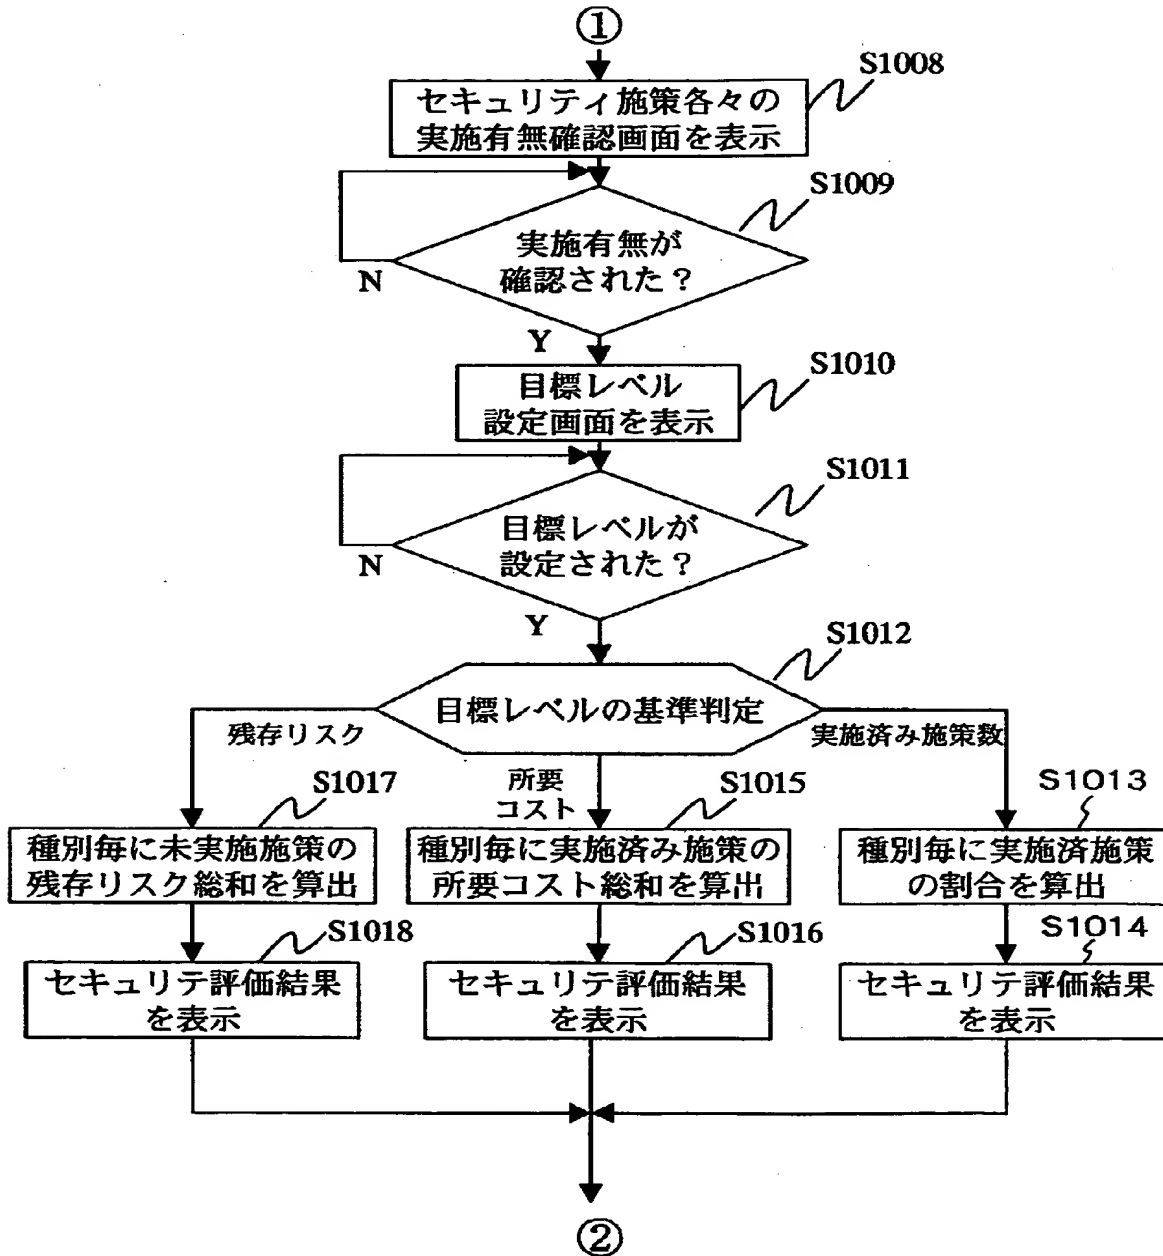 ①
S1008
セキュリティ施策各々の
実施有無確認画面を表示
S1009
実施有無が
確認された？
N
Y
S1010
目標レベル
設定画面を表示
S1011
目標レベルが
設定された？
N
Y
S1012
目標レベルの基準判定
残存リスク
所要
コスト
実施済み施策数
S1017
種別毎に未実施施策の
残存リスク総和を算出
S1015
種別毎に実施済み施策の
所要コスト総和を算出
S1013
種別毎に実施済施策
の割合を算出
S1018
セキュリテ評価結果
を表示
S1016
セキュリテ評価結果
を表示
S1014
セキュリテ評価結果
を表示
②